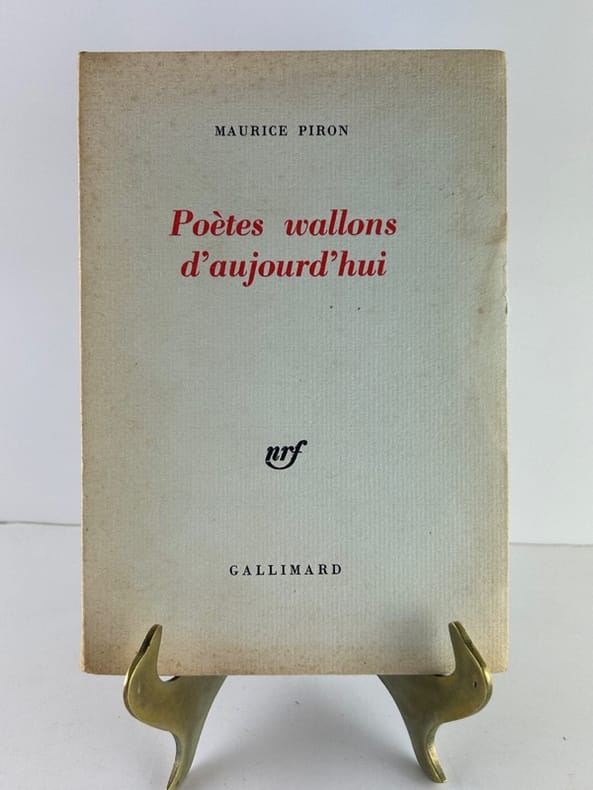 MAURICE PIRON
Poètes wallons
d'aujourd'hui
nrf
GALLIMARD